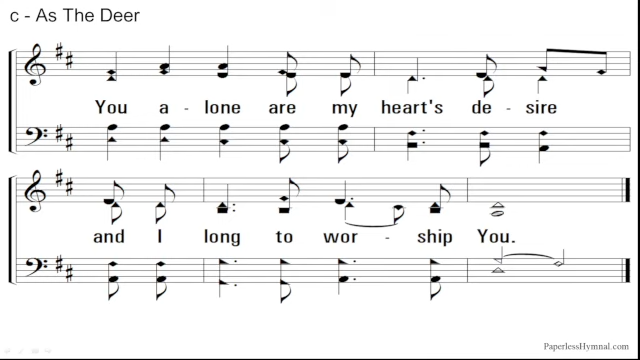 c - As The Deer
You a - lone are my heart's de - sire
and I long to wor - ship You.
PaperlessHymnal.com